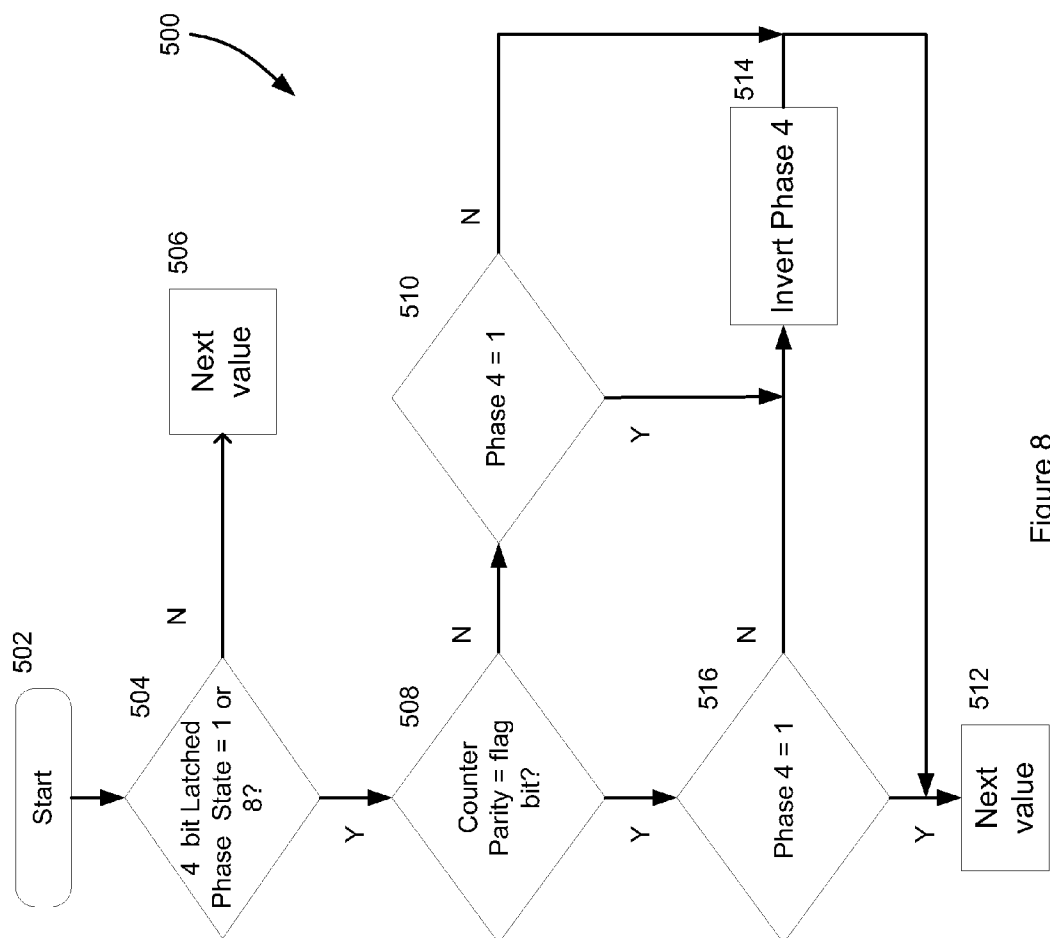 500
502
Start
504
4 bit Latched
Phase State = 1 or
8?
N
506
Next
value
Y
508
Counter
Parity = flag
bit?
N
510
Phase 4 = 1
N
Y
Y
516
Phase 4 = 1
N
514
Invert Phase 4
Y
512
Next
value
Figure 8